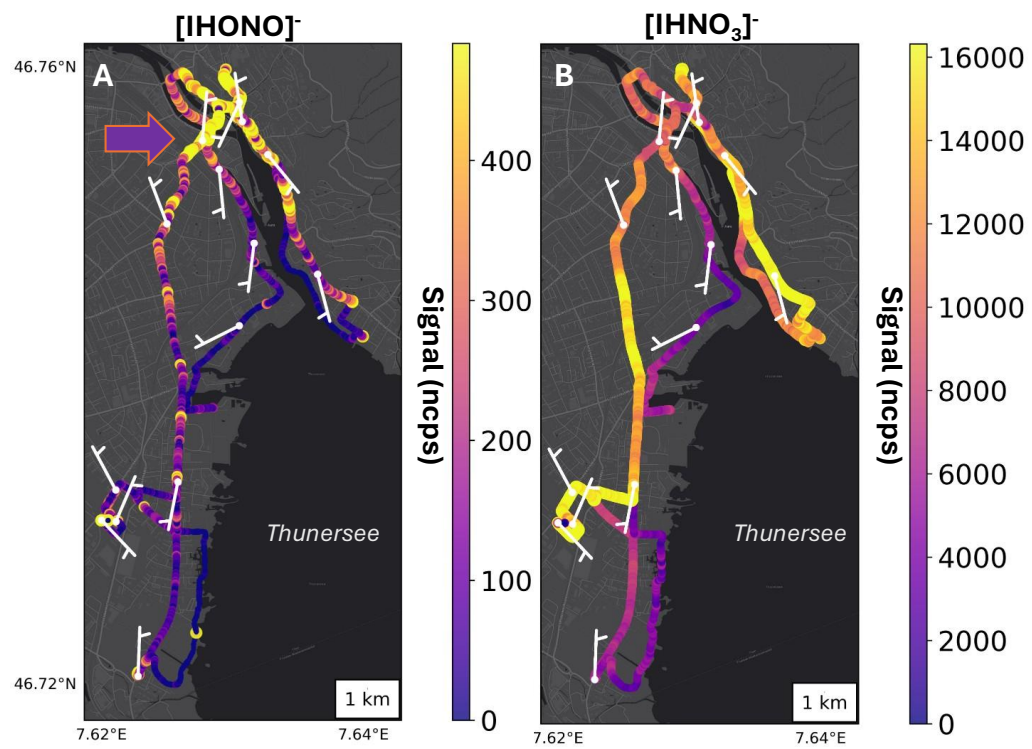 [IHONO]-
[IHNO3]-
A
B
46.76°N
46.72°N
7.62°E
7.64°E
7.62°E
7.64°E
Thunersee
Thunersee
1 km
1 km
400
300
200
100
0
Signal (ncps)
16000
14000
12000
10000
8000
6000
4000
2000
0
Signal (ncps)